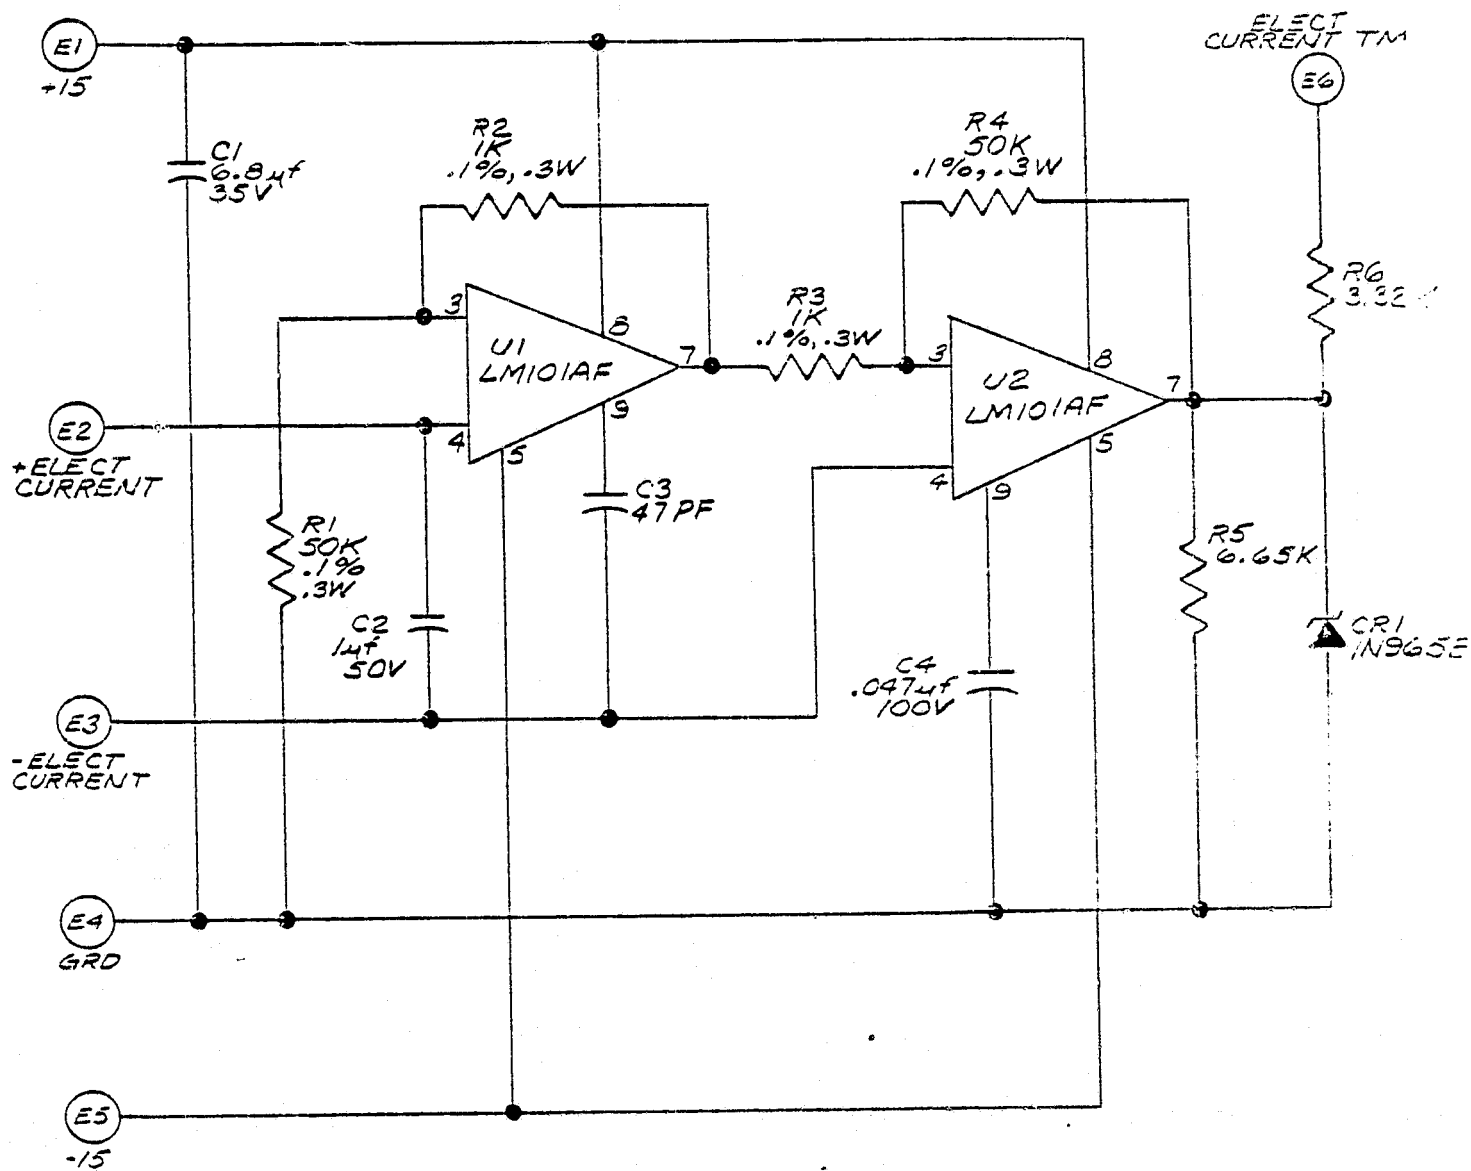 E1
+15
ELECT
CURRENT TM
E6
C1
6.8µf
35V
R2
1K
.1%, .3W
R4
50K
.1%, .3W
R6
3.32
3
U1
LM101AF
8
7
9
4
5
R3
1K
.1%, .3W
3
U2
LM101AF
8
7
5
4
9
E2
+ELECT
CURRENT
R1
50K
.1%
.3W
C3
47PF
C2
1µf
50V
R5
6.65K
C4
.047µf
100V
CR1
1N965
E3
-ELECT
CURRENT
E4
GRD
E5
-15